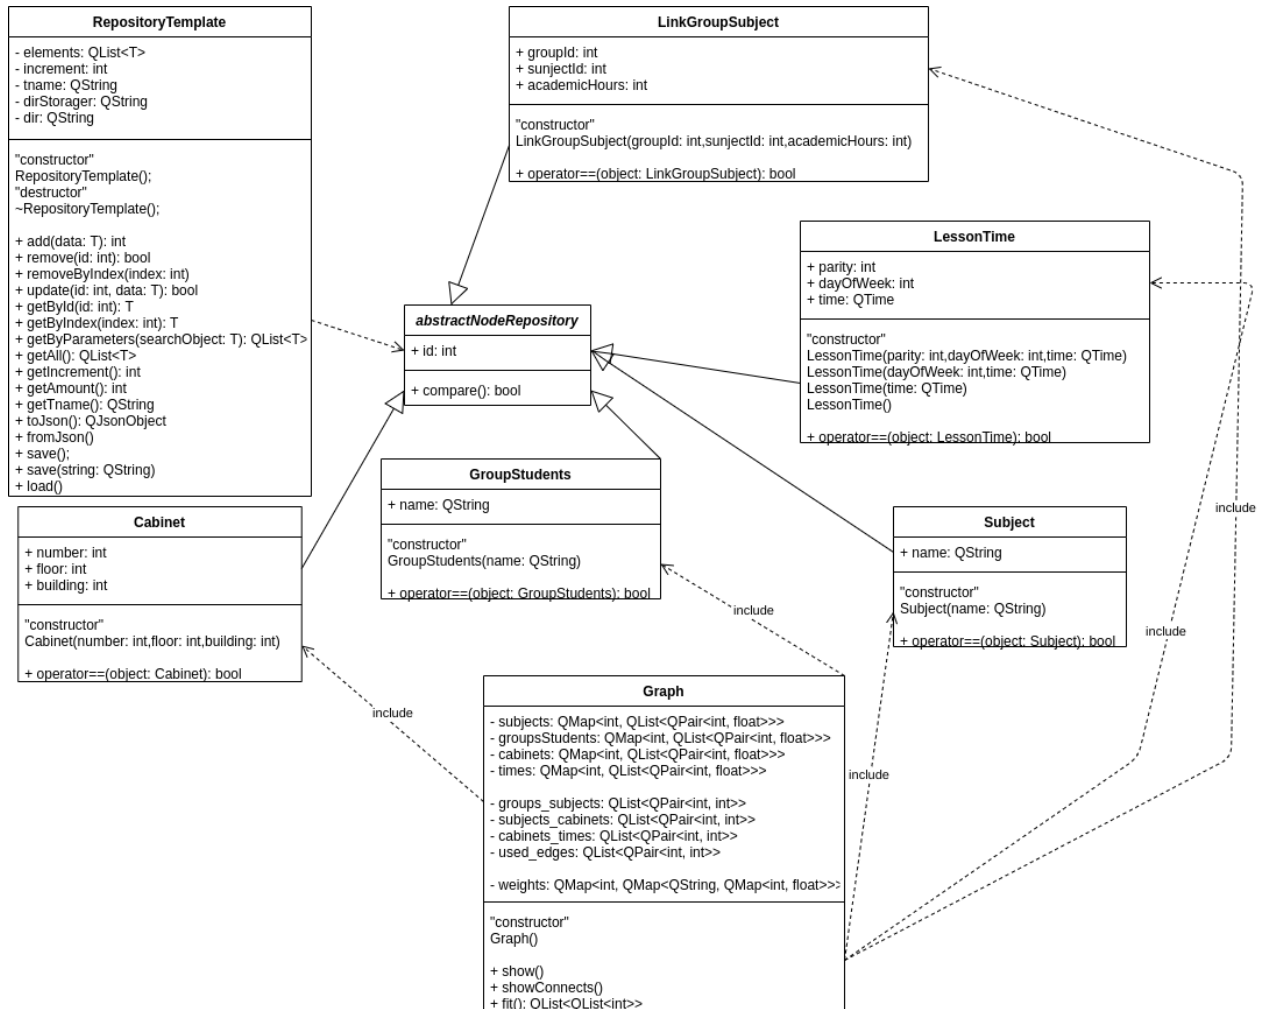 RepositoryTemplate
- elements: QList<T>
- increment: int
- tname: QString
- dirStorager: QString
- dir: QString
"constructor"
RepositoryTemplate();
"destructor"
~RepositoryTemplate();
+ add(data: T): int
+ remove(id: int): bool
+ removeByIndex(index: int)
+ update(id: int, data: T): bool
+ getById(id: int): T
+ getByIndex(index: int): T
+ getByParameters(searchObject: T): QList<T>
+ getAll(): QList<T>
+ getIncrement(): int
+ getAmount(): int
+ getTname(): QString
+ toJson(): QJsonObject
+ fromJson()
+ save();
+ save(string: QString)
+ load()
LinkGroupSubject
+ groupId: int
+ sunjectId: int
+ academicHours: int
"constructor"
LinkGroupSubject(groupId: int,sunjectId: int,academicHours: int)
+ operator==(object: LinkGroupSubject): bool
LessonTime
+ parity: int
+ dayOfWeek: int
+ time: QTime
"constructor"
LessonTime(parity: int,dayOfWeek: int,time: QTime)
LessonTime(dayOfWeek: int,time: QTime)
LessonTime(time: QTime)
LessonTime()
+ operator==(object: LessonTime): bool
abstractNodeRepository
+ id: int
+ compare(): bool
GroupStudents
+ name: QString
"constructor"
GroupStudents(name: QString)
+ operator==(object: GroupStudents): bool
Cabinet
+ number: int
+ floor: int
+ building: int
"constructor"
Cabinet(number: int,floor: int,building: int)
+ operator==(object: Cabinet): bool
Subject
+ name: QString
"constructor"
Subject(name: QString)
+ operator==(object: Subject): bool
include
include
include
include
include
Graph
- subjects: QMap<int, QList<QPair<int, float>>>
- groupsStudents: QMap<int, QList<QPair<int, float>>>
- cabinets: QMap<int, QList<QPair<int, float>>>
- times: QMap<int, QList<QPair<int, float>>>
- groups_subjects: QList<QPair<int, int>>
- subjects_cabinets: QList<QPair<int, int>>
- cabinets_times: QList<QPair<int, int>>
- used_edges: QList<QPair<int, int>>
- weights: QMap<int, QMap<QString, QMap<int, float>>>
"constructor"
Graph()
+ show()
+ showConnects()
+ fit(): QList<QList<int>>